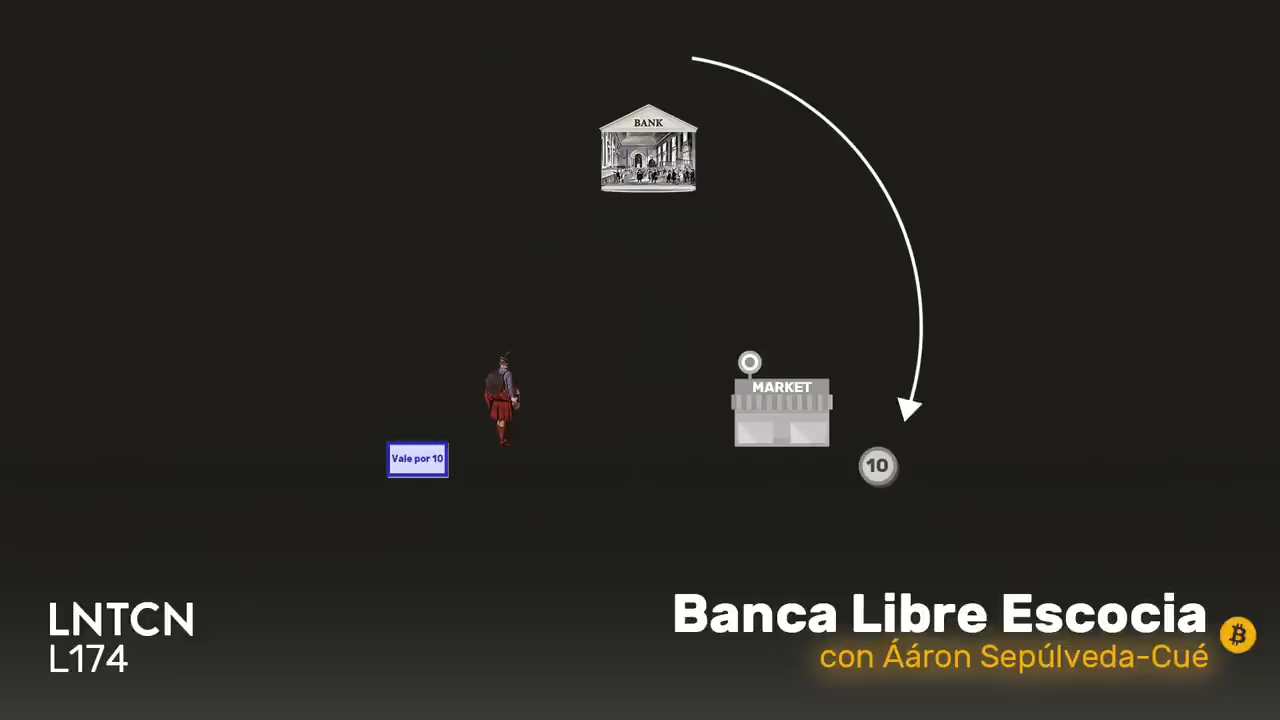 BANK
MARKET
Vale por 10
10
LNTCN
L174
Banca Libre Escocia
con Ááron Sepúlveda-Cué